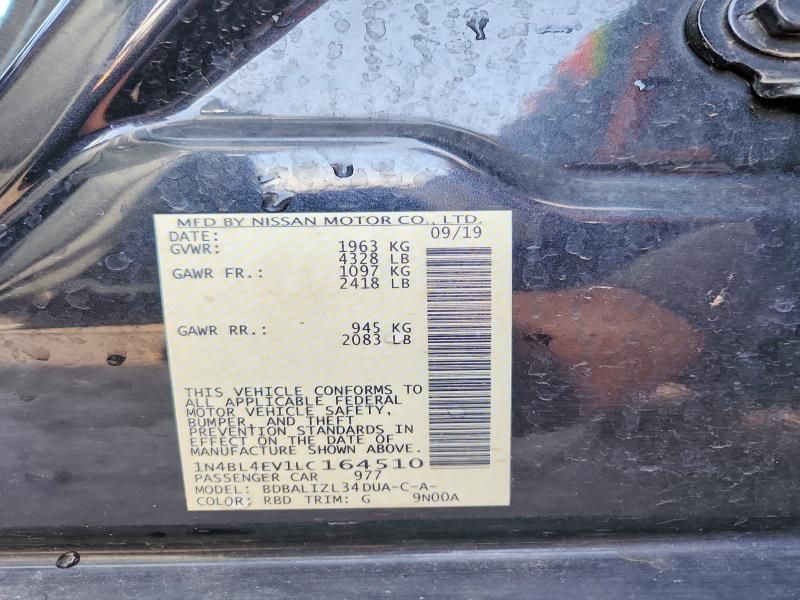 MFD BY NISSAN MOTOR CO., LTD.
DATE: 09/19
GVWR: 1963 KG
4328 LB
GAWR FR.: 1097 KG
2418 LB
GAWR RR.: 945 KG
2083 LB
THIS VEHICLE CONFORMS TO
ALL APPLICABLE FEDERAL
MOTOR VEHICLE SAFETY,
BUMPER, AND THEFT
PREVENTION STANDARDS IN
EFFECT ON THE DATE OF
MANUFACTURE SHOWN ABOVE.
1N4BL4EV1LC164510
PASSENGER CAR 977
MODEL: BDBALIZL34DUA-C-A-
COLOR; RBD TRIM: G 9N00A